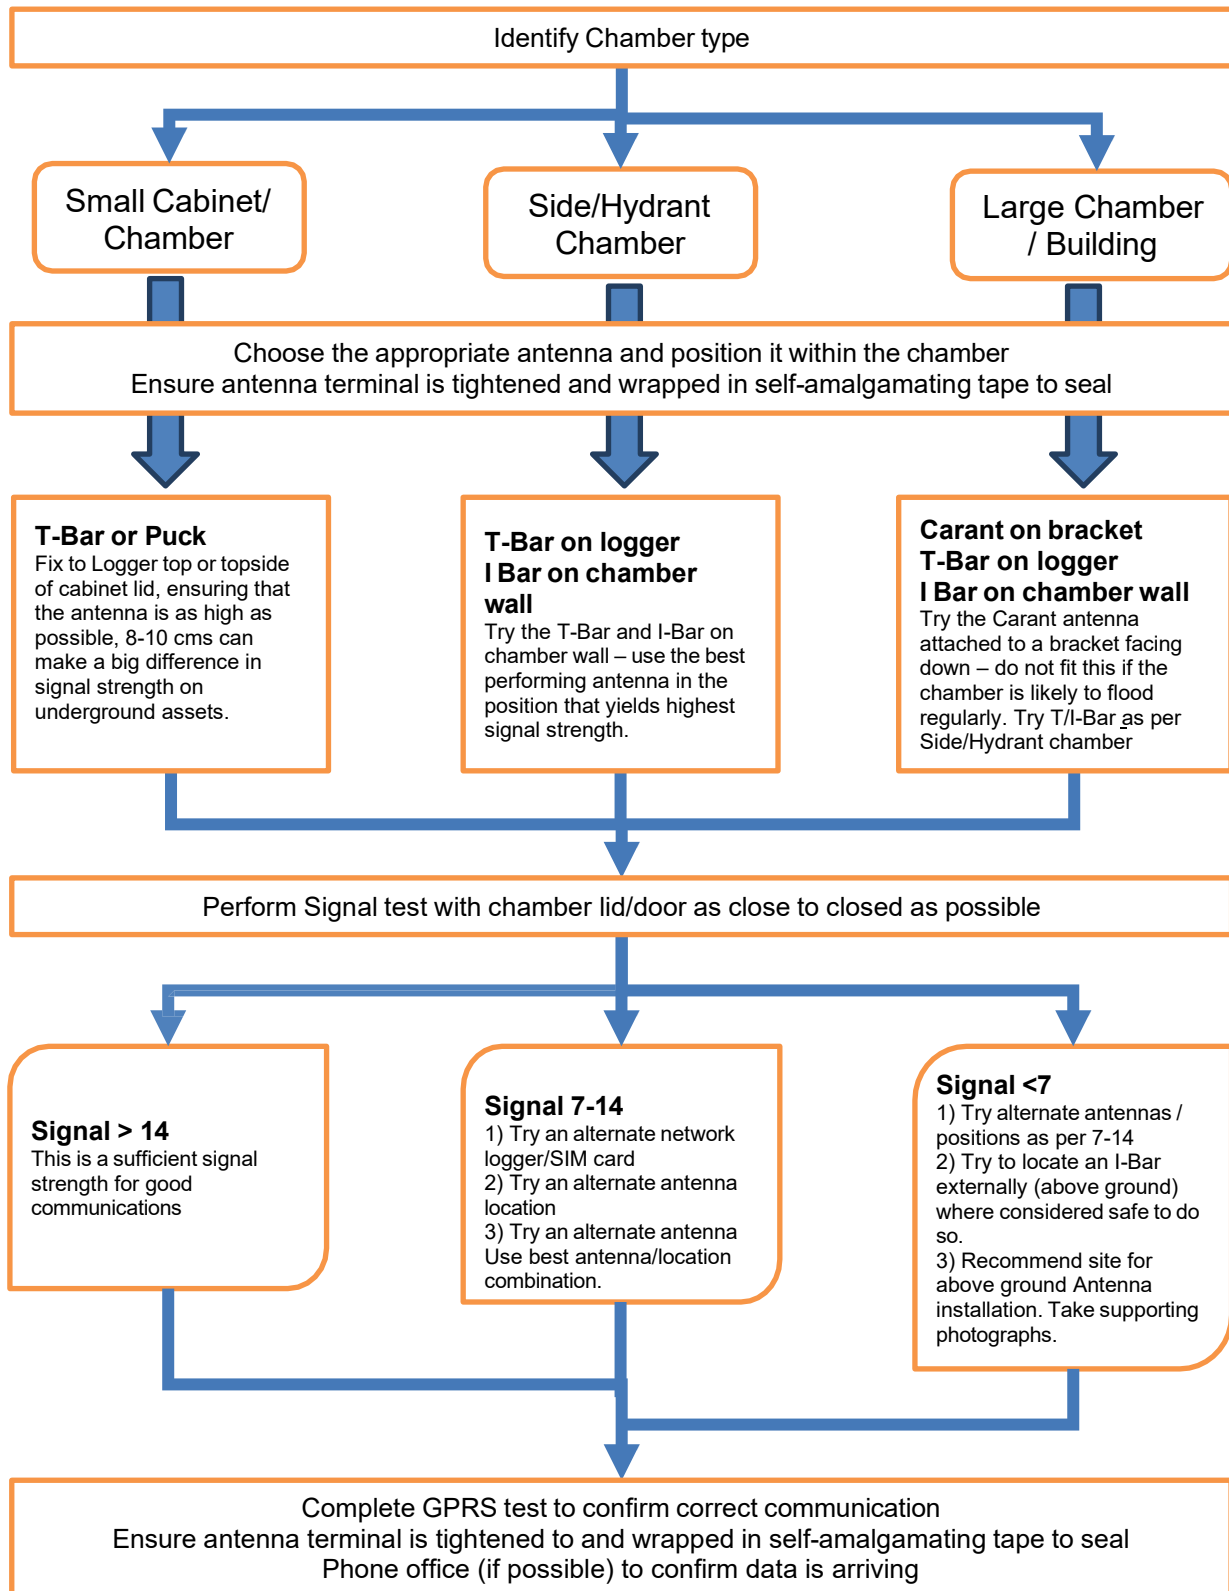 Identify Chamber type
Small Cabinet/
Chamber
Side/Hydrant
Chamber
Large Chamber
/ Building
Choose the appropriate antenna and position it within the chamber
Ensure antenna terminal is tightened and wrapped in self-amalgamating tape to seal
T-Bar or Puck
Fix to Logger top or topside
of cabinet lid, ensuring that
the antenna is as high as
possible, 8-10 cms can
make a big difference in
signal strength on
underground assets.
T-Bar on logger
I Bar on chamber
wall
Try the T-Bar and I-Bar on
chamber wall – use the best
performing antenna in the
position that yields highest
signal strength.
Carant on bracket
T-Bar on logger
I Bar on chamber wall
Try the Carant antenna
attached to a bracket facing
down – do not fit this if the
chamber is likely to flood
regularly. Try T/I-Bar as per
Side/Hydrant chamber
Perform Signal test with chamber lid/door as close to closed as possible
Signal > 14
This is a sufficient signal
strength for good
communications
Signal 7-14
1) Try an alternate network
logger/SIM card
2) Try an alternate antenna
location
3) Try an alternate antenna
Use best antenna/location
combination.
Signal <7
1) Try alternate antennas /
positions as per 7-14
2) Try to locate an I-Bar
externally (above ground)
where considered safe to do
so.
3) Recommend site for
above ground Antenna
installation. Take supporting
photographs.
Complete GPRS test to confirm correct communication
Ensure antenna terminal is tightened to and wrapped in self-amalgamating tape to seal
Phone office (if possible) to confirm data is arriving